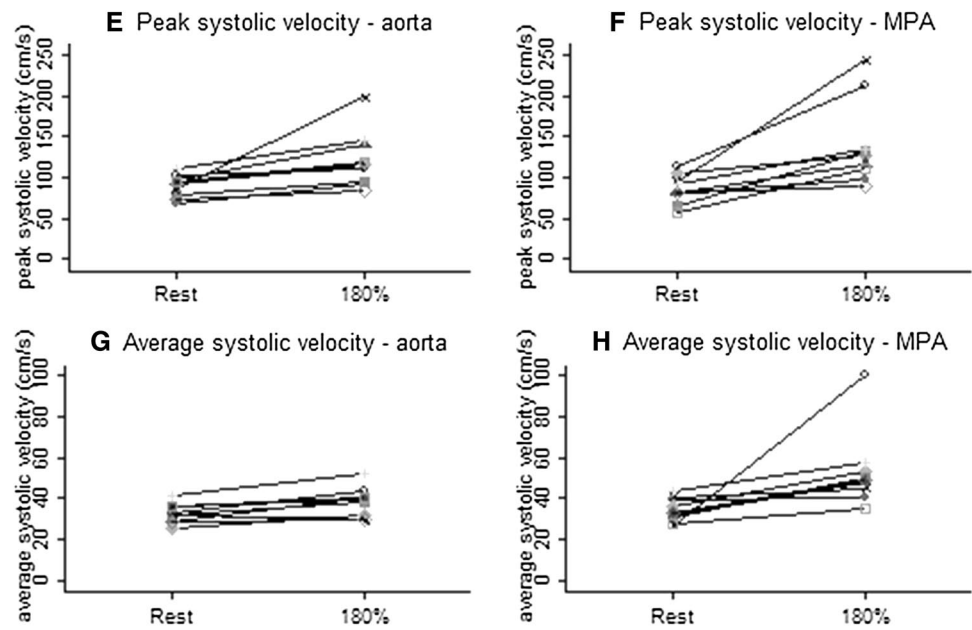 E Peak systolic velocity - aorta
peak systolic velocity (cm/s)
250
200
150
100
50
0
Rest
180%
F Peak systolic velocity - MPA
peak systolic velocity (cm/s)
250
200
150
100
50
0
Rest
180%
G Average systolic velocity - aorta
average systolic velocity (cm/s)
100
80
60
40
20
0
Rest
180%
H Average systolic velocity - MPA
average systolic velocity (cm/s)
100
80
60
40
20
0
Rest
180%